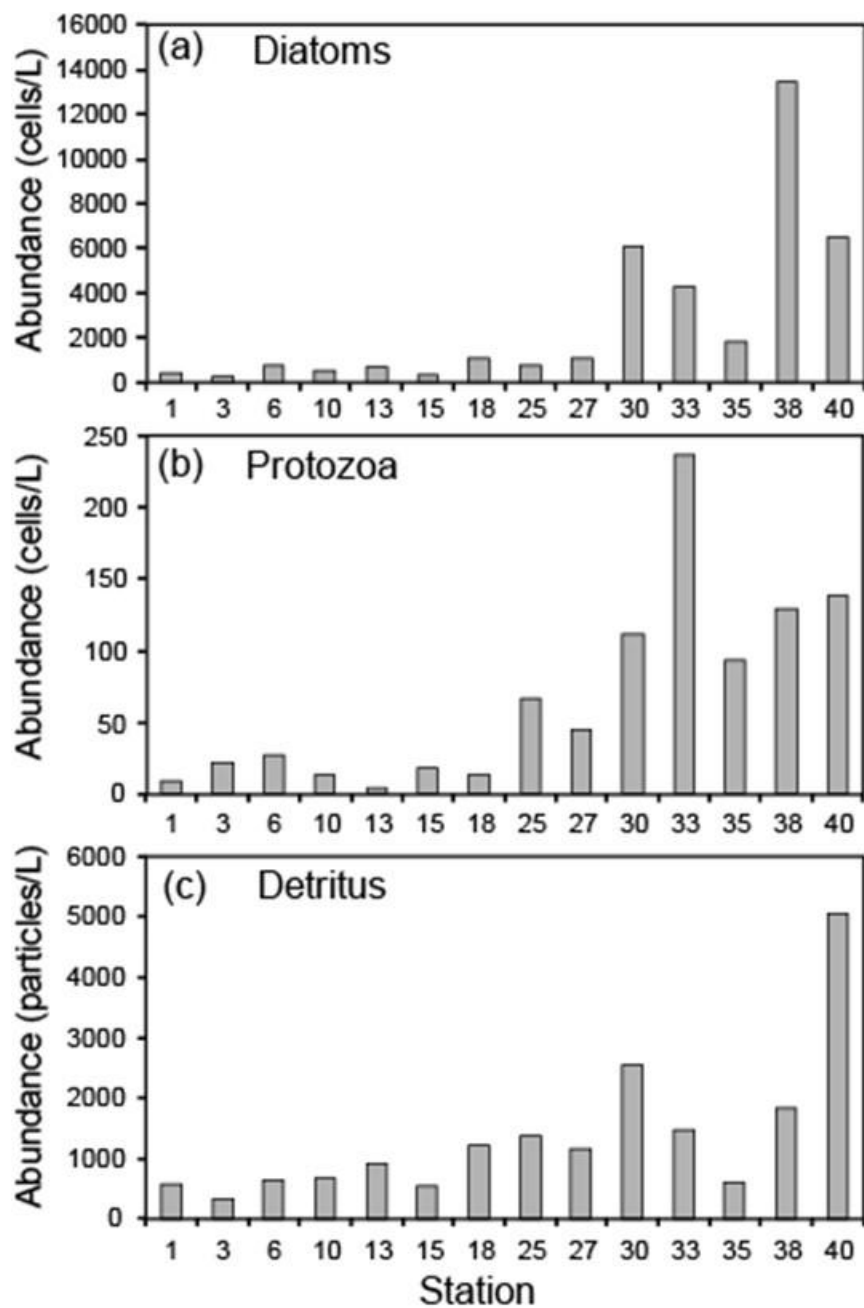 (a) Diatoms
Abundance (cells/L)
16000
14000
12000
10000
8000
6000
4000
2000
0
1 3 6 10 13 15 18 25 27 30 33 35 38 40
(b) Protozoa
Abundance (cells/L)
250
200
150
100
50
0
1 3 6 10 13 15 18 25 27 30 33 35 38 40
(c) Detritus
Abundance (particles/L)
6000
5000
4000
3000
2000
1000
0
1 3 6 10 13 15 18 25 27 30 33 35 38 40
Station